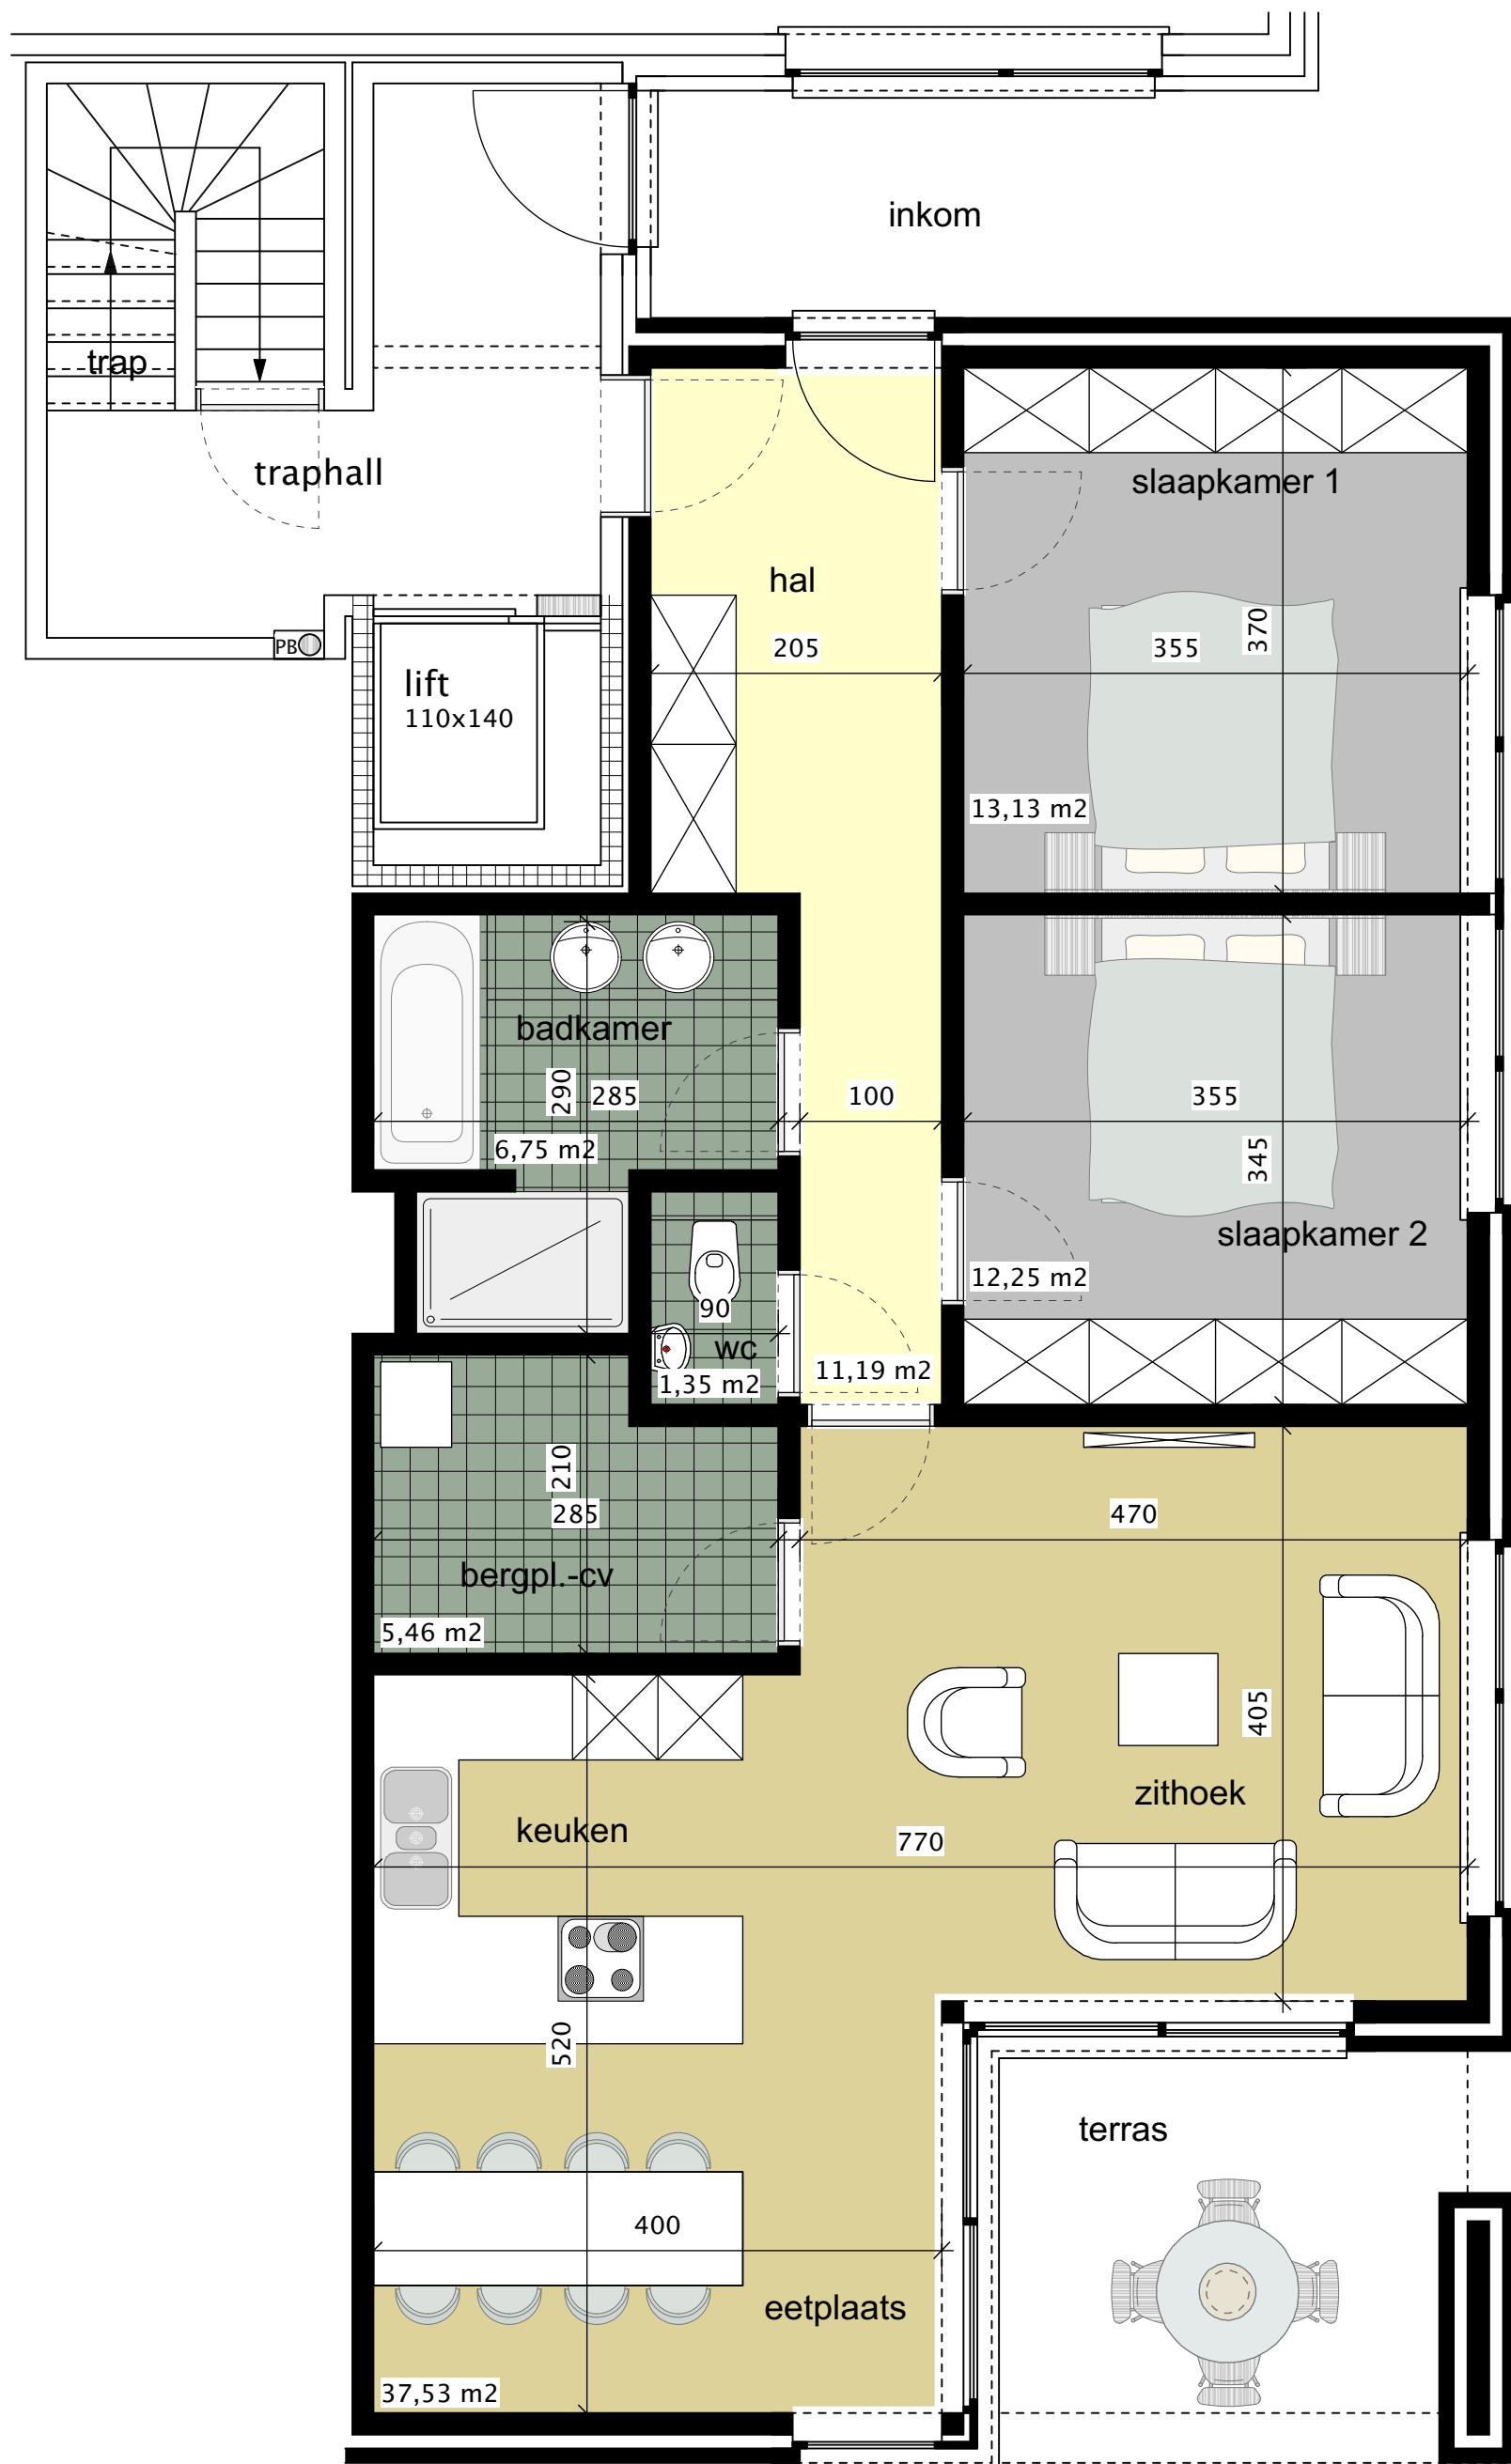 inkom
trap
traphall
slaapkamer 1
hal
205
355
370
PB
lift
110x140
13,13 m2
badkamer
290
285
100
355
6,75 m2
345
slaapkamer 2
12,25 m2
90
wc
1,35 m2
11,19 m2
210
285
470
bergpl.-cv
5,46 m2
405
zithoek
keuken
770
520
terras
400
eetplaats
37,53 m2